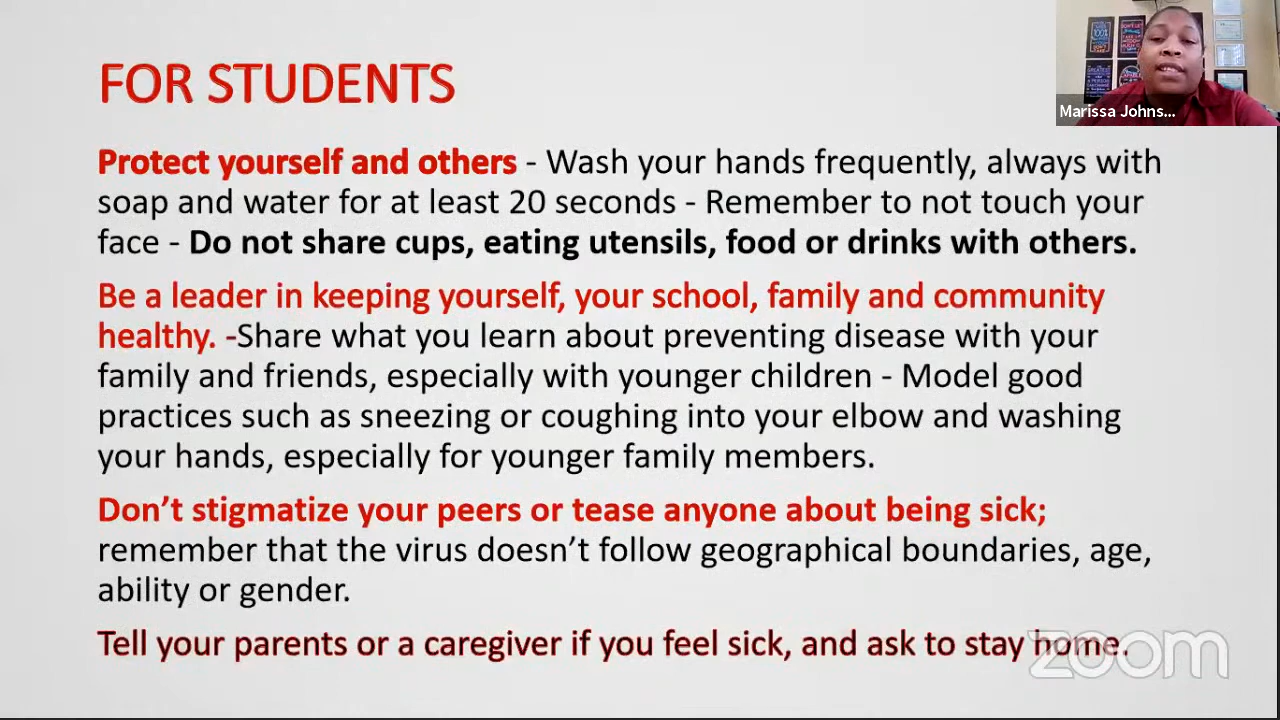 FOR STUDENTS
Marissa Johns...
Protect yourself and others - Wash your hands frequently, always with
soap and water for at least 20 seconds - Remember to not touch your
face - Do not share cups, eating utensils, food or drinks with others.
Be a leader in keeping yourself, your school, family and community
healthy. -Share what you learn about preventing disease with your
family and friends, especially with younger children - Model good
practices such as sneezing or coughing into your elbow and washing
your hands, especially for younger family members.
Don't stigmatize your peers or tease anyone about being sick;
remember that the virus doesn't follow geographical boundaries, age,
ability or gender.
Tell your parents or a caregiver if you feel sick, and ask to stay home.
zoom